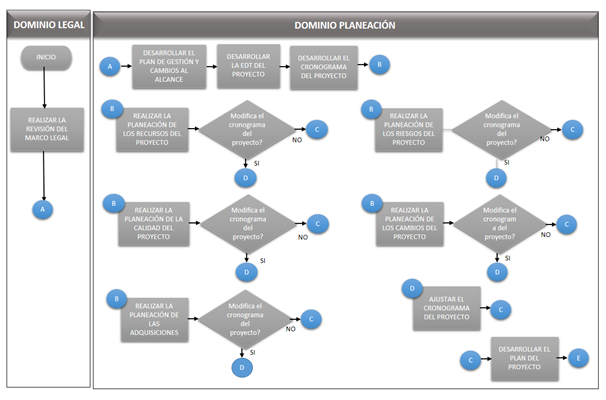 DOMINIO LEGAL
INICIO
REALIZAR LA
REVISIÓN DEL
MARCO LEGAL
A
DOMINIO PLANEACIÓN
A
DESARROLLAR EL
PLAN DE GESTIÓN Y
CAMBIOS AL
ALCANCE
DESARROLLAR
LA EDT DEL
PROYECTO
DESARROLLAR EL
CRONOGRAMA
DEL PROYECTO
B
B
REALIZAR LA
PLANEACIÓN DE
LOS RECURSOS DEL
PROYECTO
Modifica el
cronograma
del
proyecto?
NO
C
SI
D
B
REALIZAR LA
PLANEACIÓN DE
LOS RIESGOS DEL
PROYECTO
Modifica el
cronograma
del
proyecto?
NO
C
SI
D
B
REALIZAR LA
PLANEACIÓN DE LA
CALIDAD DEL
PROYECTO
Modifica el
cronograma
del
proyecto?
NO
C
SI
D
B
REALIZAR LA
PLANEACIÓN DE
LOS CAMBIOS DEL
PROYECTO
Modifica el
cronogram
a del
proyecto?
NO
C
SI
D
B
REALIZAR LA
PLANEACIÓN DE
LAS
ADQUISICIONES
Modifica el
cronograma
del
proyecto?
NO
C
SI
D
D
AJUSTAR EL
CRONOGRAMA
DEL PROYECTO
C
C
DESARROLLAR EL
PLAN DEL
PROYECTO
E